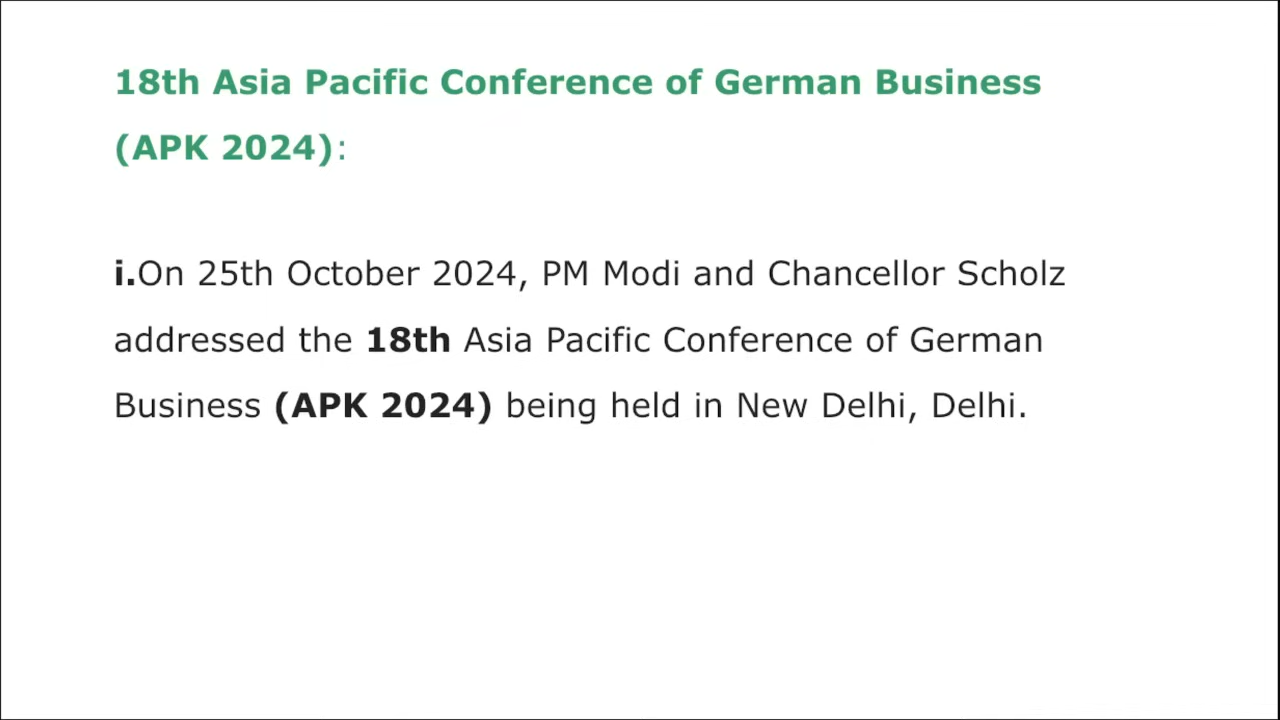 18th Asia Pacific Conference of German Business
(APK 2024):
i.On 25th October 2024, PM Modi and Chancellor Scholz
addressed the 18th Asia Pacific Conference of German
Business (APK 2024) being held in New Delhi, Delhi.